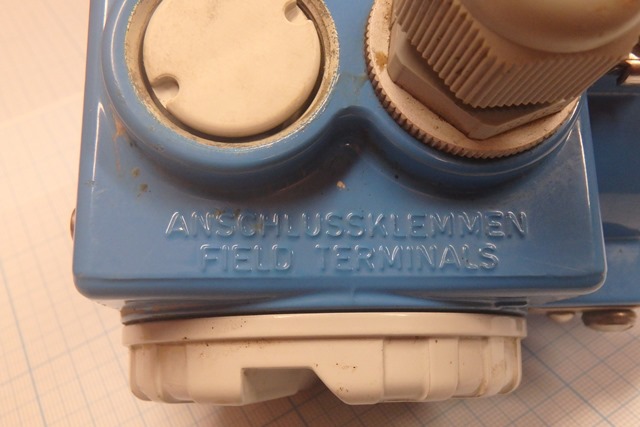 ANSCHLUSSKLEMMEN
FIELD TERMINALS